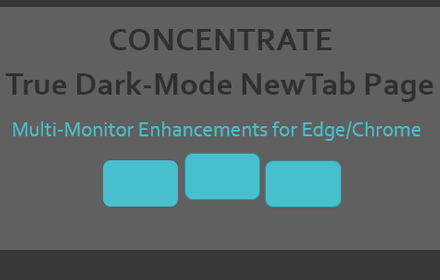 CONCENTRATE
True Dark-Mode NewTab Page
Multi-Monitor Enhancements for Edge/Chrome